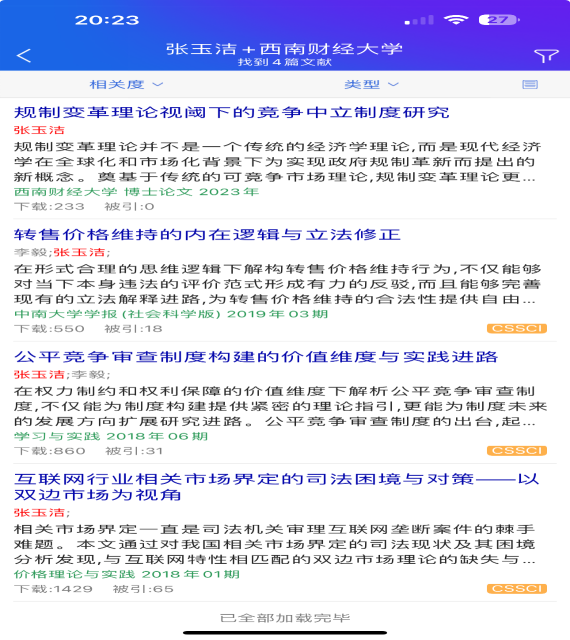 20:23
27
张玉洁+西南财经大学
找到4篇文献
相关度
类型
规制变革理论视阈下的竞争中立制度研究
张玉洁
规制变革理论并不是一个传统的经济学理论,而是现代经济
学在全球化和市场化背景下为实现政府规制革新而提出的
新概念。奠基于传统的可竞争市场理论,规制变革理论更...
西南财经大学 博士论文 2023年
下载:233 被引:0
转售价格维持的内在逻辑与立法修正
李毅;张玉洁;
在形式合理的思维逻辑下解构转售价格维持行为,不仅能够
对当下本身违法的评价范式形成有力的反驳,而且能够完善
现有的立法解释进路,为转售价格维持的合法性提供自由...
中南大学学报 (社会科学版) 2019年03期
下载:550 被引:18
CSSCI
公平竞争审查制度构建的价值维度与实践进路
张玉洁;李毅;
在权力制约和权利保障的价值维度下解析公平竞争审查制
度,不仅能为制度构建提供紧密的理论指引,更能为制度未来
的发展方向扩展研究进路。公平竞争审查制度的出台,起...
学习与实践 2018年06期
下载:860 被引:31
CSSCI
互联网行业相关市场界定的司法困境与对策——以
双边市场为视角
张玉洁;
相关市场界定一直是司法机关审理互联网垄断案件的棘手
难题。本文通过对我国相关市场界定的司法现状及其困境
分析发现,与互联网特性相匹配的双边市场理论的缺失与...
价格理论与实践 2018年01期
下载:1429 被引:65
CSSCI
已全部加载完毕